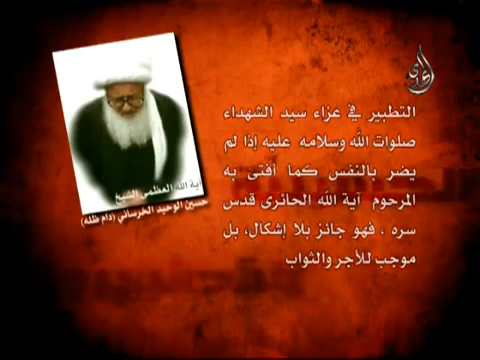 التطبير في عزاء سيد الشهداء
صلوات الله وسلامه عليه إذا لم
يضر بالنفس كما أفتى به
المرحوم آية الله الحائرى قدس
سره ، فهو جائز بلا إشكال، بل
موجب للأجر والثواب
آية الله العظمى الشيخ
حسين الوحيد الخرساني (دام ظله)